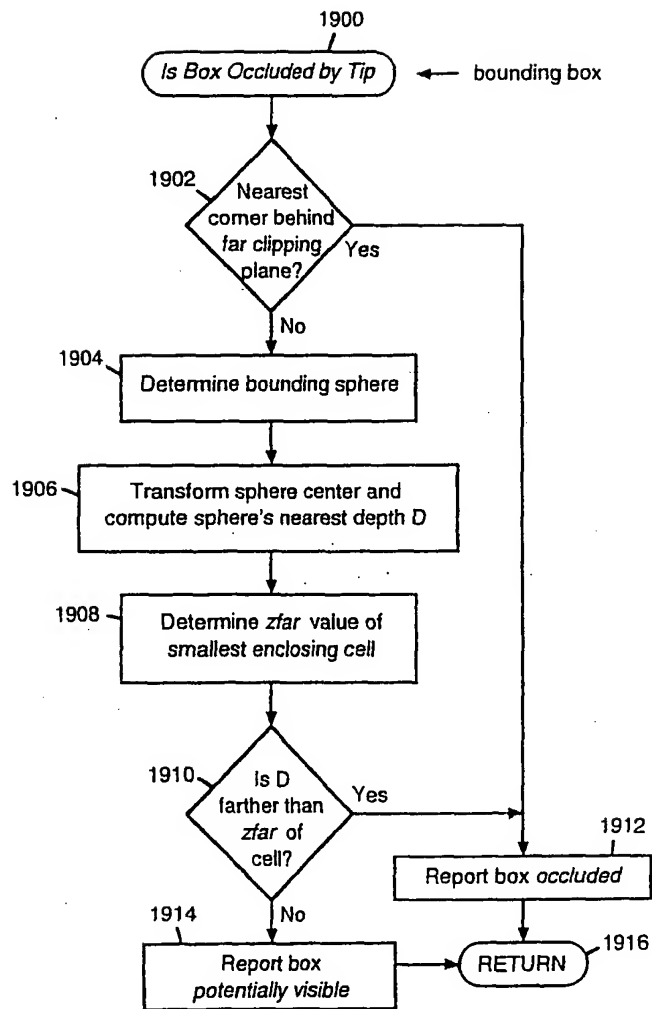 1900
Is Box Occluded by Tip
bounding box
1902
Nearest
corner behind
far clipping
plane?
Yes
No
1904
Determine bounding sphere
1906
Transform sphere center and
compute sphere's nearest depth D
1908
Determine zfar value of
smallest enclosing cell
1910
Is D
farther than
zfar of
cell?
Yes
1912
Report box occluded
No
1914
Report box
potentially visible
RETURN
1916